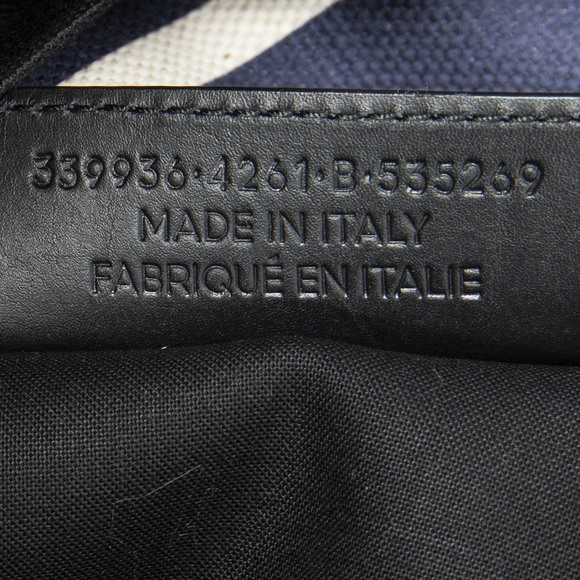 339936·4261·B·535269
MADE IN ITALY
FABRIQUÉ EN ITALIE